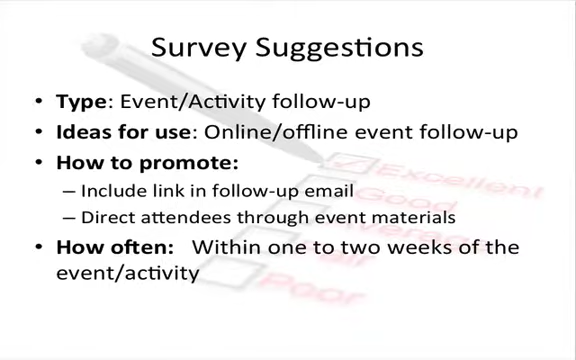 Survey Suggestions
• Type: Event/Activity follow-up
• Ideas for use: Online/offline event follow-up
• How to promote:
– Include link in follow-up email
– Direct attendees through event materials
• How often: Within one to two weeks of the
event/activity
Excellent
Good
Average
Fair
Poor